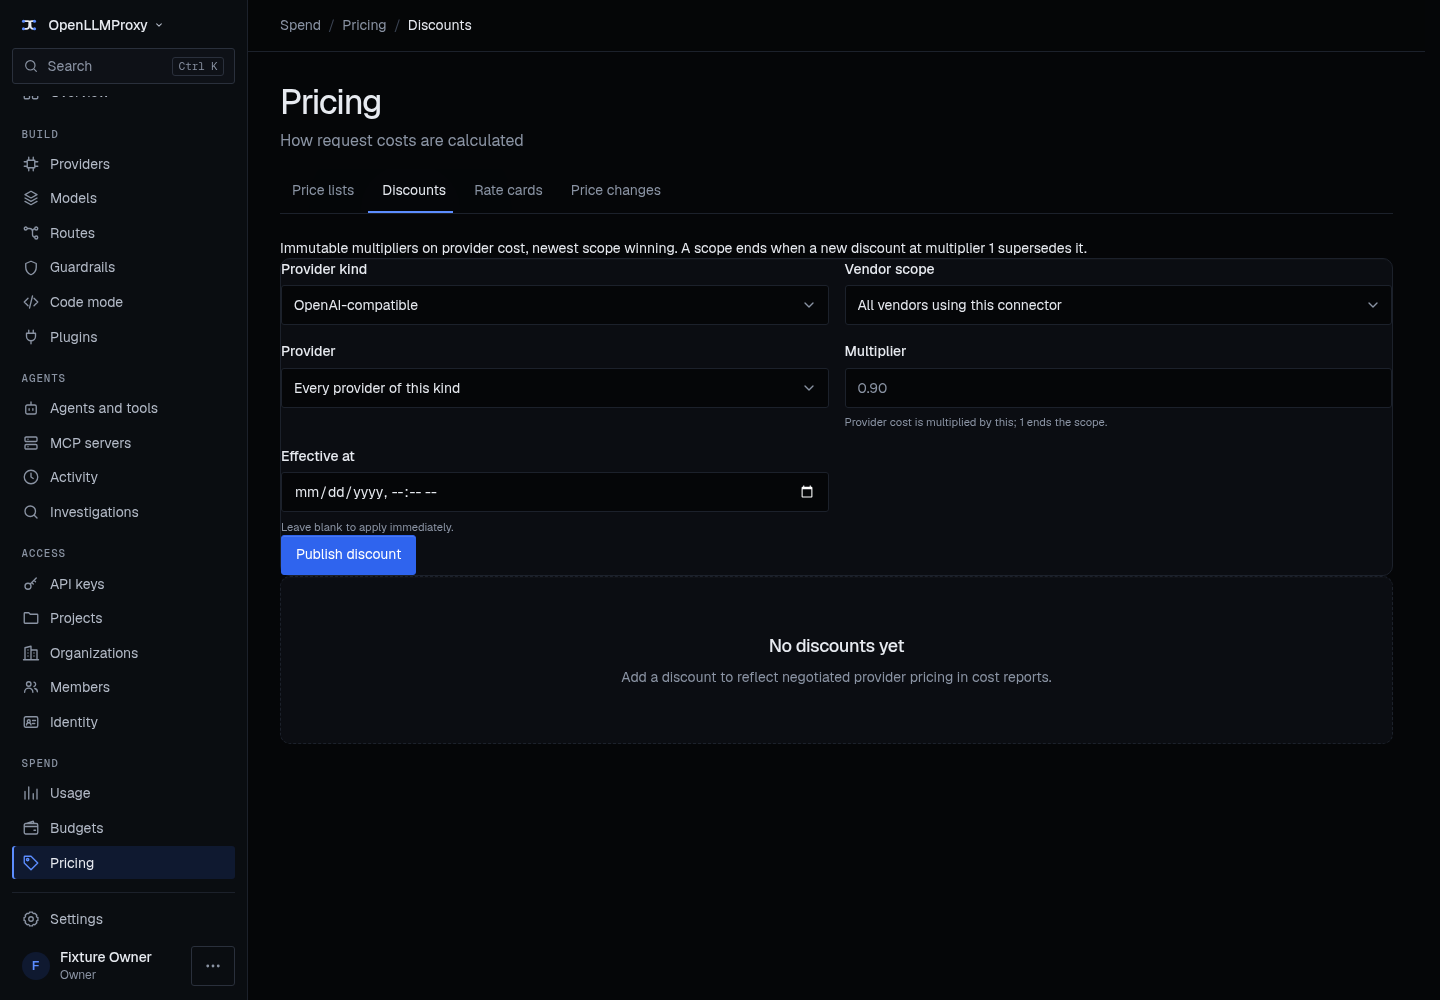 OpenLLMProxy
Search
Ctrl K
Overview
BUILD
Providers
Models
Routes
Guardrails
Code mode
Plugins
AGENTS
Agents and tools
MCP servers
Activity
Investigations
ACCESS
API keys
Projects
Organizations
Members
Identity
SPEND
Usage
Budgets
Pricing
Settings
F
Fixture Owner
Owner
Spend / Pricing / Discounts
Pricing
How request costs are calculated
Price lists Discounts Rate cards Price changes
Immutable multipliers on provider cost, newest scope winning. A scope ends when a new discount at multiplier 1 supersedes it.
Provider kind
OpenAI-compatible
Vendor scope
All vendors using this connector
Provider
Every provider of this kind
Multiplier
0.90
Provider cost is multiplied by this; 1 ends the scope.
Effective at
mm/dd/yyyy, --:-- --
Leave blank to apply immediately.
Publish discount
No discounts yet
Add a discount to reflect negotiated provider pricing in cost reports.